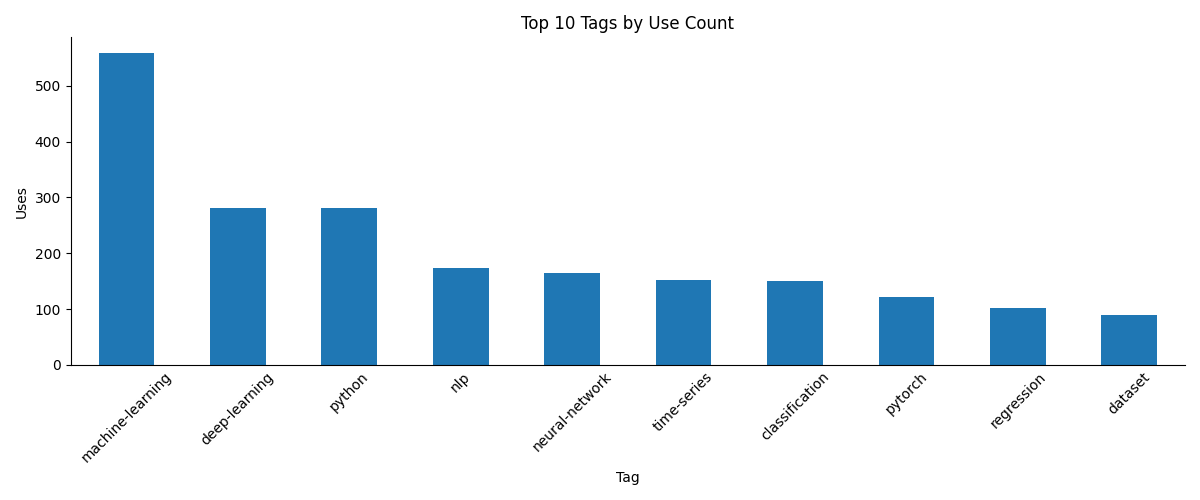 Top 10 Tags by Use Count
Uses
500
400
300
200
100
0
machine-learning
deep-learning
python
nlp
neural-network
time-series
classification
pytorch
regression
dataset
Tag